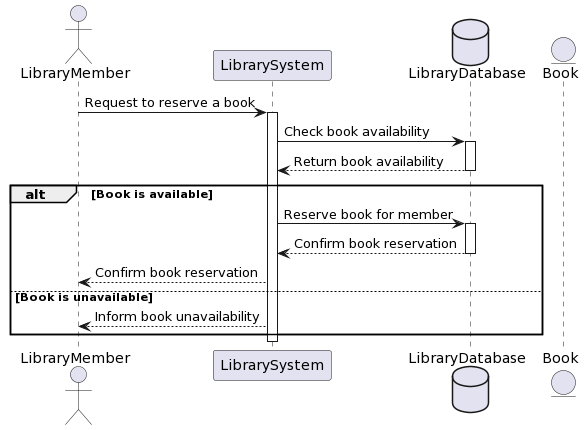 LibraryMember
LibrarySystem
LibraryDatabase
Book
Request to reserve a book
Check book availability
Return book availability
alt [Book is available]
Reserve book for member
Confirm book reservation
Confirm book reservation
[Book is unavailable]
Inform book unavailability
LibraryMember
LibrarySystem
LibraryDatabase
Book